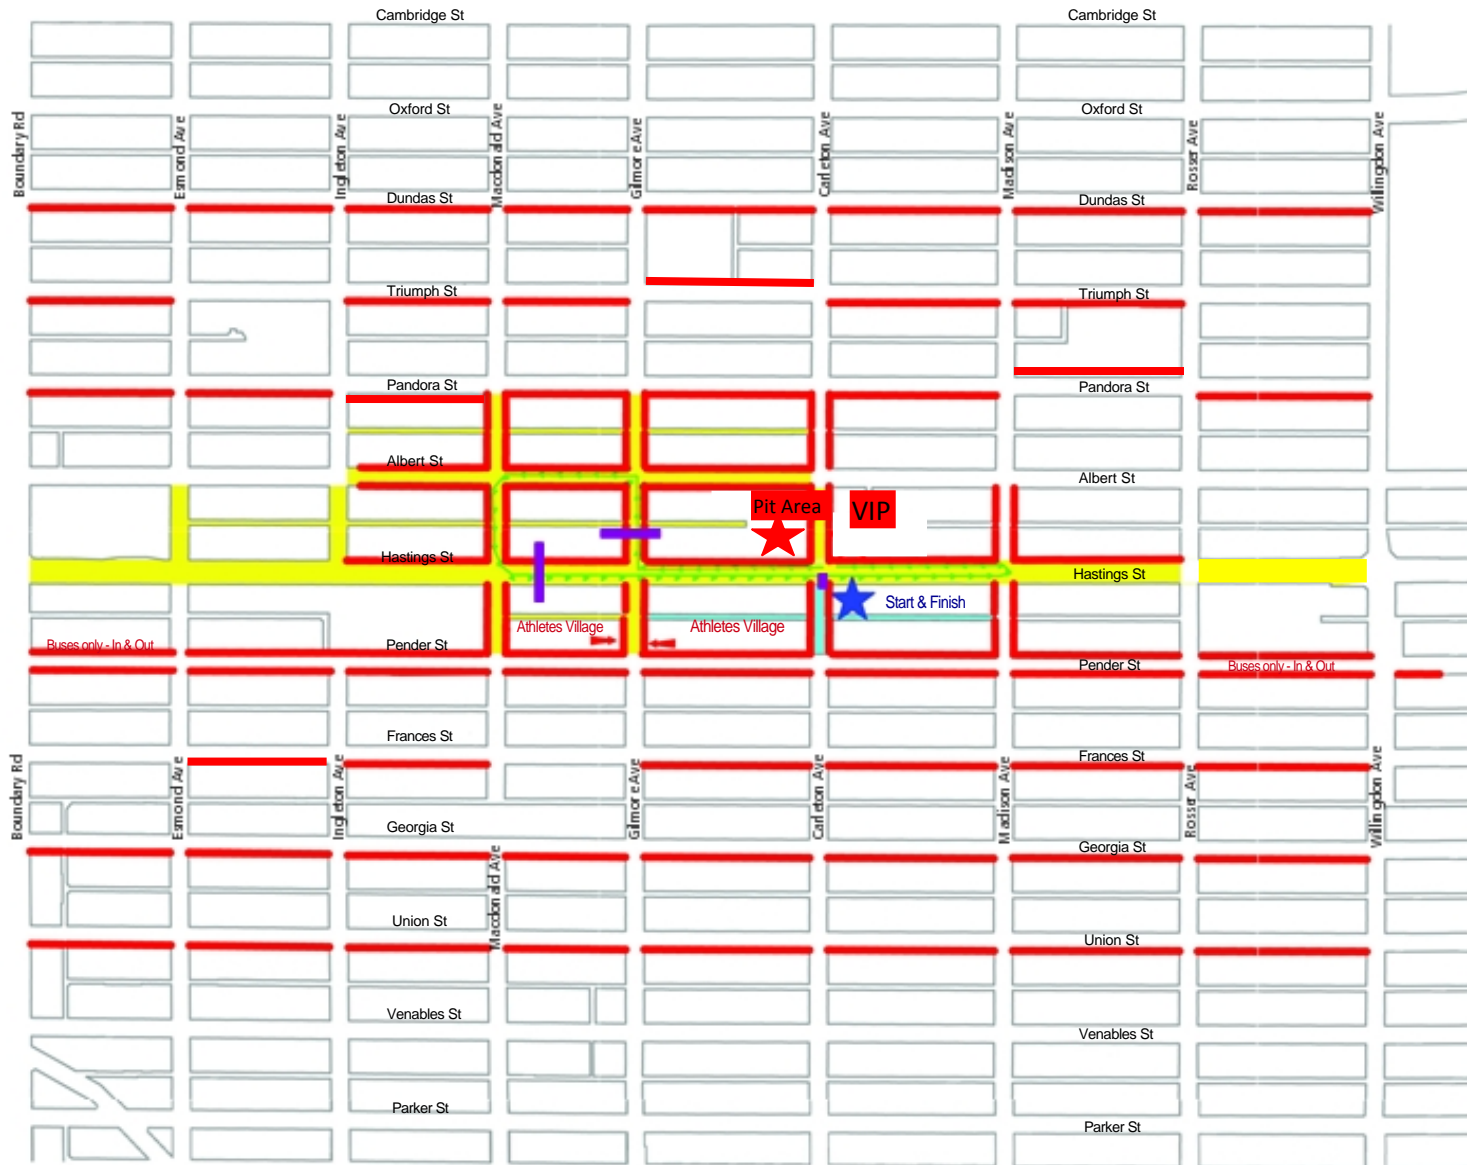 Cambridge St
Cambridge St
Oxford St
Oxford St
Boundary Rd
Esmond Ave
Ingleton Ave
Macdonald Ave
Gilmore Ave
Carleton Ave
Madison Ave
Rosser Ave
Willingdon Ave
Dundas St
Dundas St
Triumph St
Triumph St
Pandora St
Pandora St
Albert St
Albert St
Pit Area
VIP
Hastings St
Hastings St
Start & Finish
Athletes Village
Athletes Village
Buses only - In & Out
Pender St
Pender St
Buses only - In & Out
Frances St
Frances St
Boundary Rd
Esmond Ave
Ingleton Ave
Gilmore Ave
Carleton Ave
Madison Ave
Rosser Ave
Willingdon Ave
Georgia St
Georgia St
Macdonald Ave
Union St
Union St
Venables St
Venables St
Parker St
Parker St